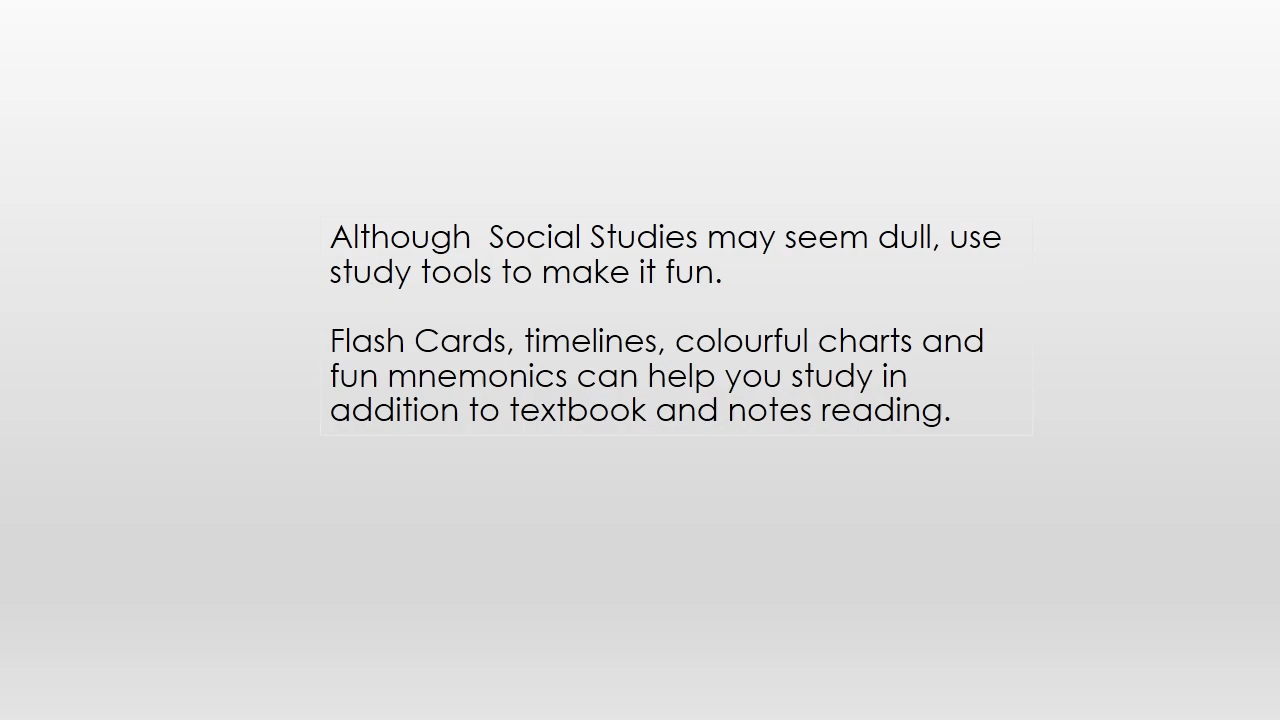 Although  Social Studies may seem dull, use
study tools to make it fun.
Flash Cards, timelines, colourful charts and
fun mnemonics can help you study in
addition to textbook and notes reading.